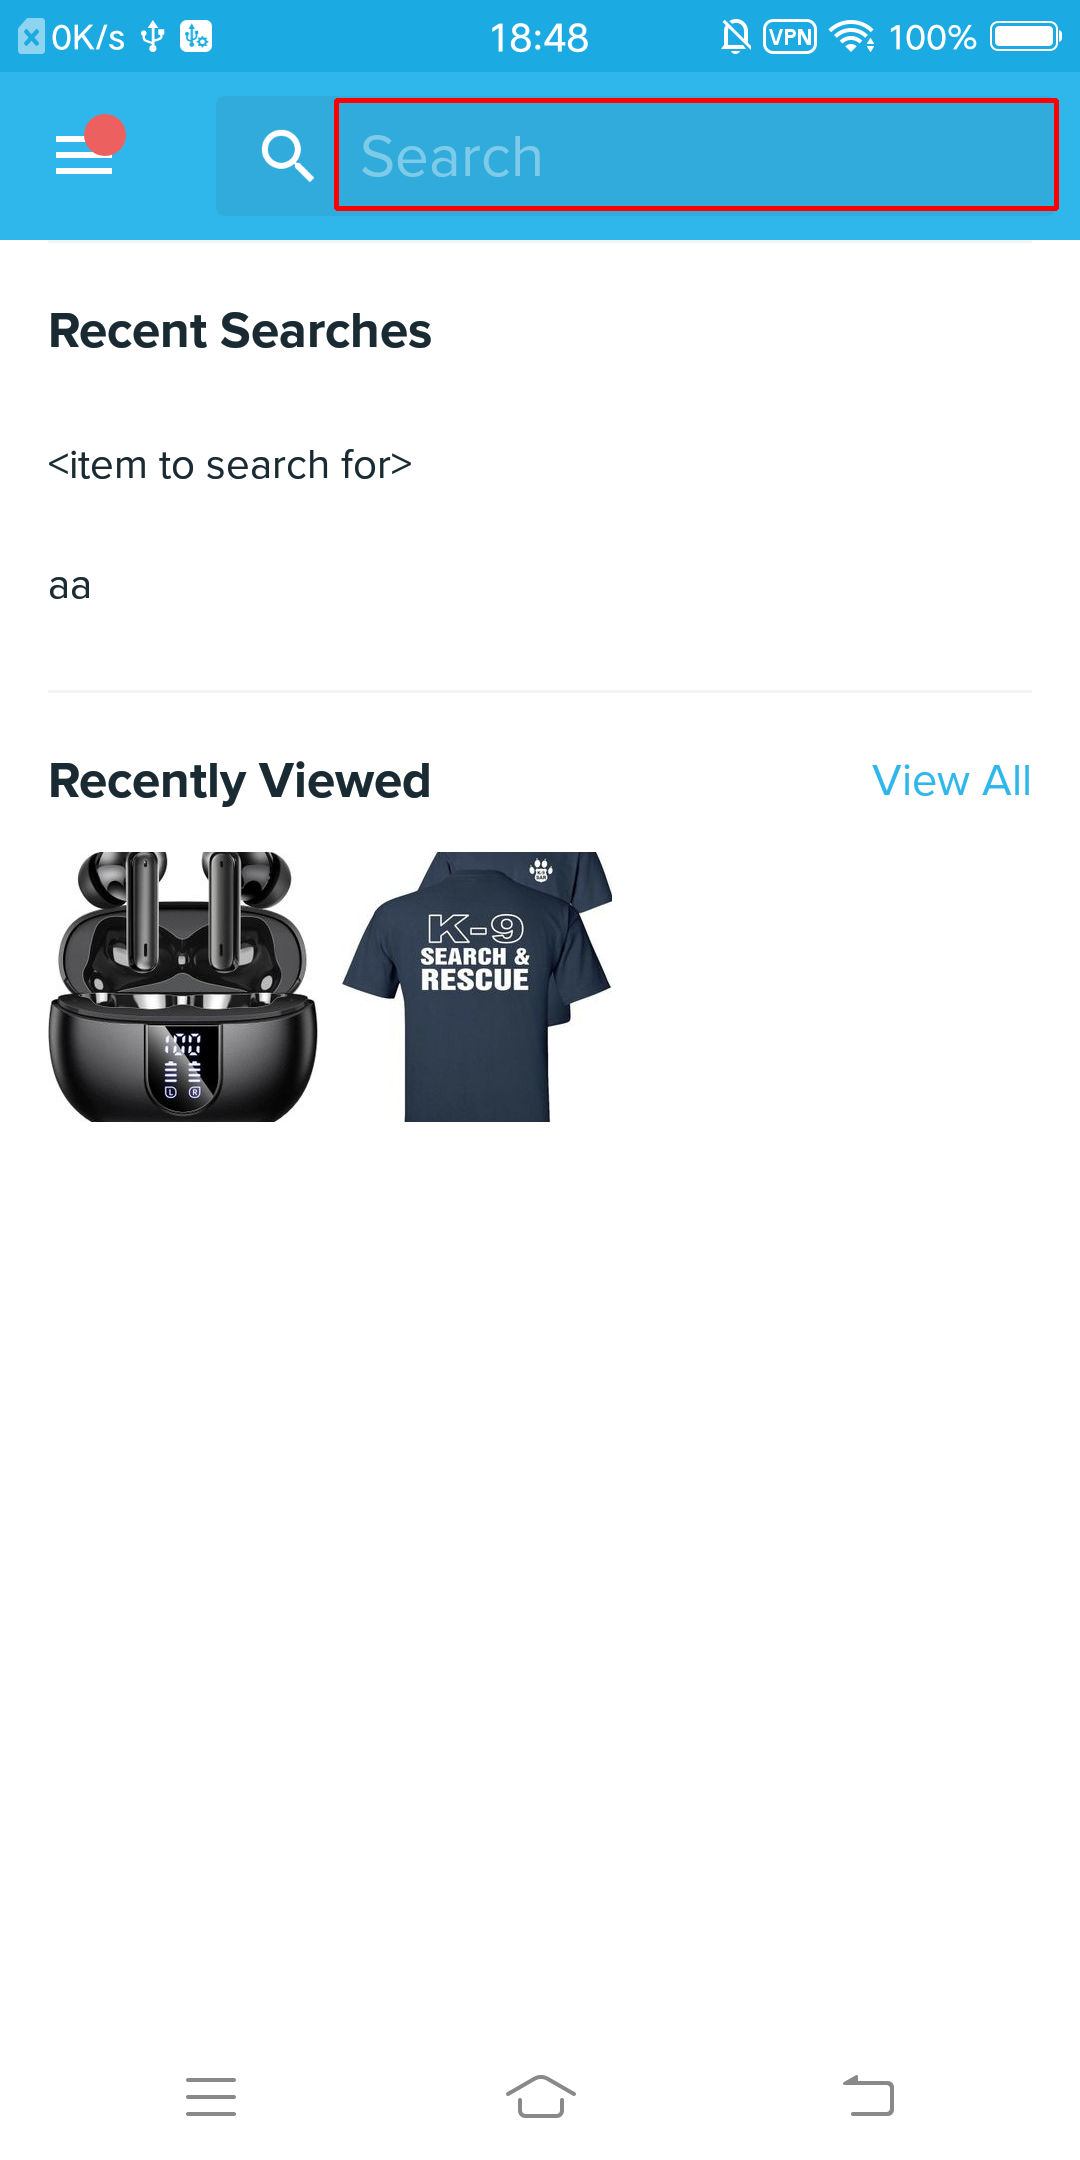 0K/s
18:48
VPN
100%
Search
Recent Searches
<item to search for>
aa
Recently Viewed
View All
100
L R
K-9
SEARCH &
RESCUE